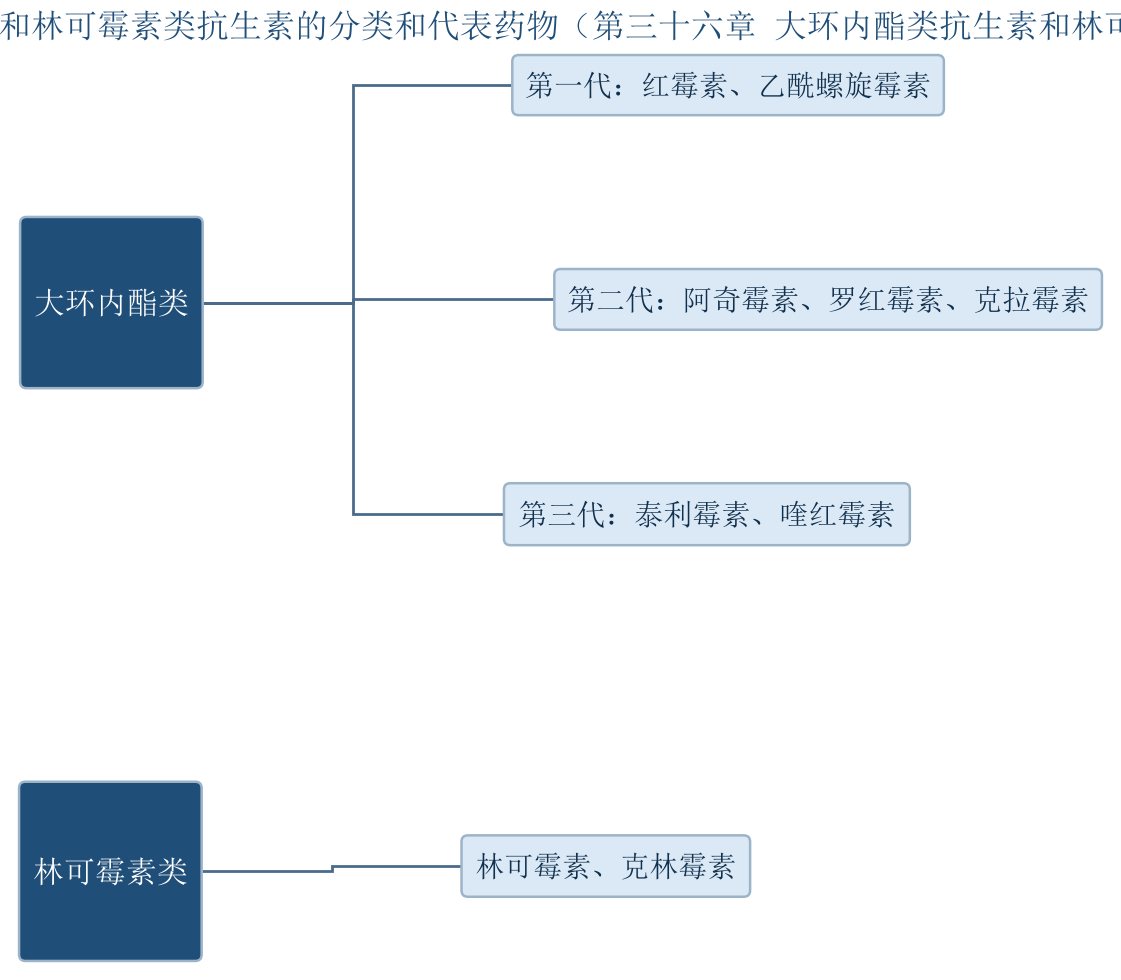 和林可霉素类抗生素的分类和代表药物（第三十六章 大环内酯类抗生素和林可
第一代：红霉素、乙酰螺旋霉素
大环内酯类
第二代：阿奇霉素、罗红霉素、克拉霉素
第三代：泰利霉素、喹红霉素
林可霉素类
林可霉素、克林霉素